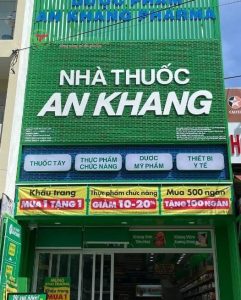 AN KHANG PHARMA
NHÀ THUỐC
AN KHANG
THUỐC TÂY
THỰC PHẨM
CHỨC NĂNG
DƯỢC
MỸ PHẨM
THIẾT BỊ
Y TẾ
Khẩu trang
MUA 1 TẶNG 1
Thực phẩm chức năng
GIẢM 10-20%
Mua 500 ngàn
TẶNG 100 NGÀN